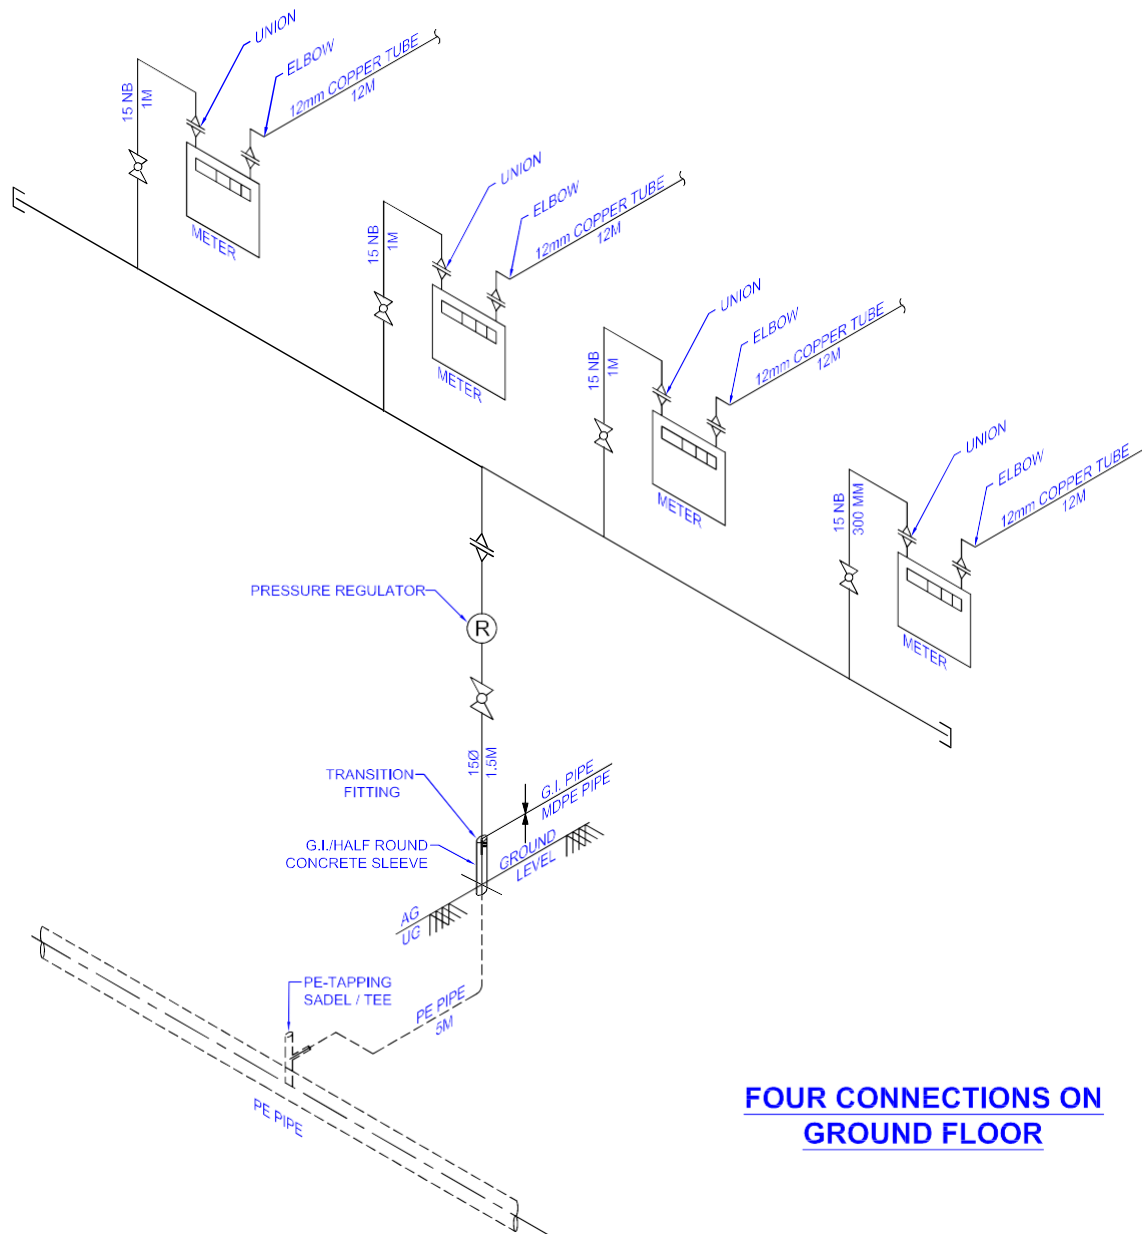 UNION
ELBOW
12mm COPPER TUBE
12M
15 NB
1M
METER
UNION
ELBOW
12mm COPPER TUBE
12M
15 NB
1M
METER
UNION
ELBOW
12mm COPPER TUBE
12M
15 NB
1M
METER
UNION
ELBOW
12mm COPPER TUBE
12M
15 NB
300 MM
METER
PRESSURE REGULATOR
R
15Ø
1.5M
TRANSITION
FITTING
G.I. PIPE
MDPE PIPE
G.I./HALF ROUND
CONCRETE SLEEVE
GROUND
LEVEL
AG
UG
PE-TAPPING
SADEL / TEE
PE PIPE
5M
PE PIPE
FOUR CONNECTIONS ON
GROUND FLOOR